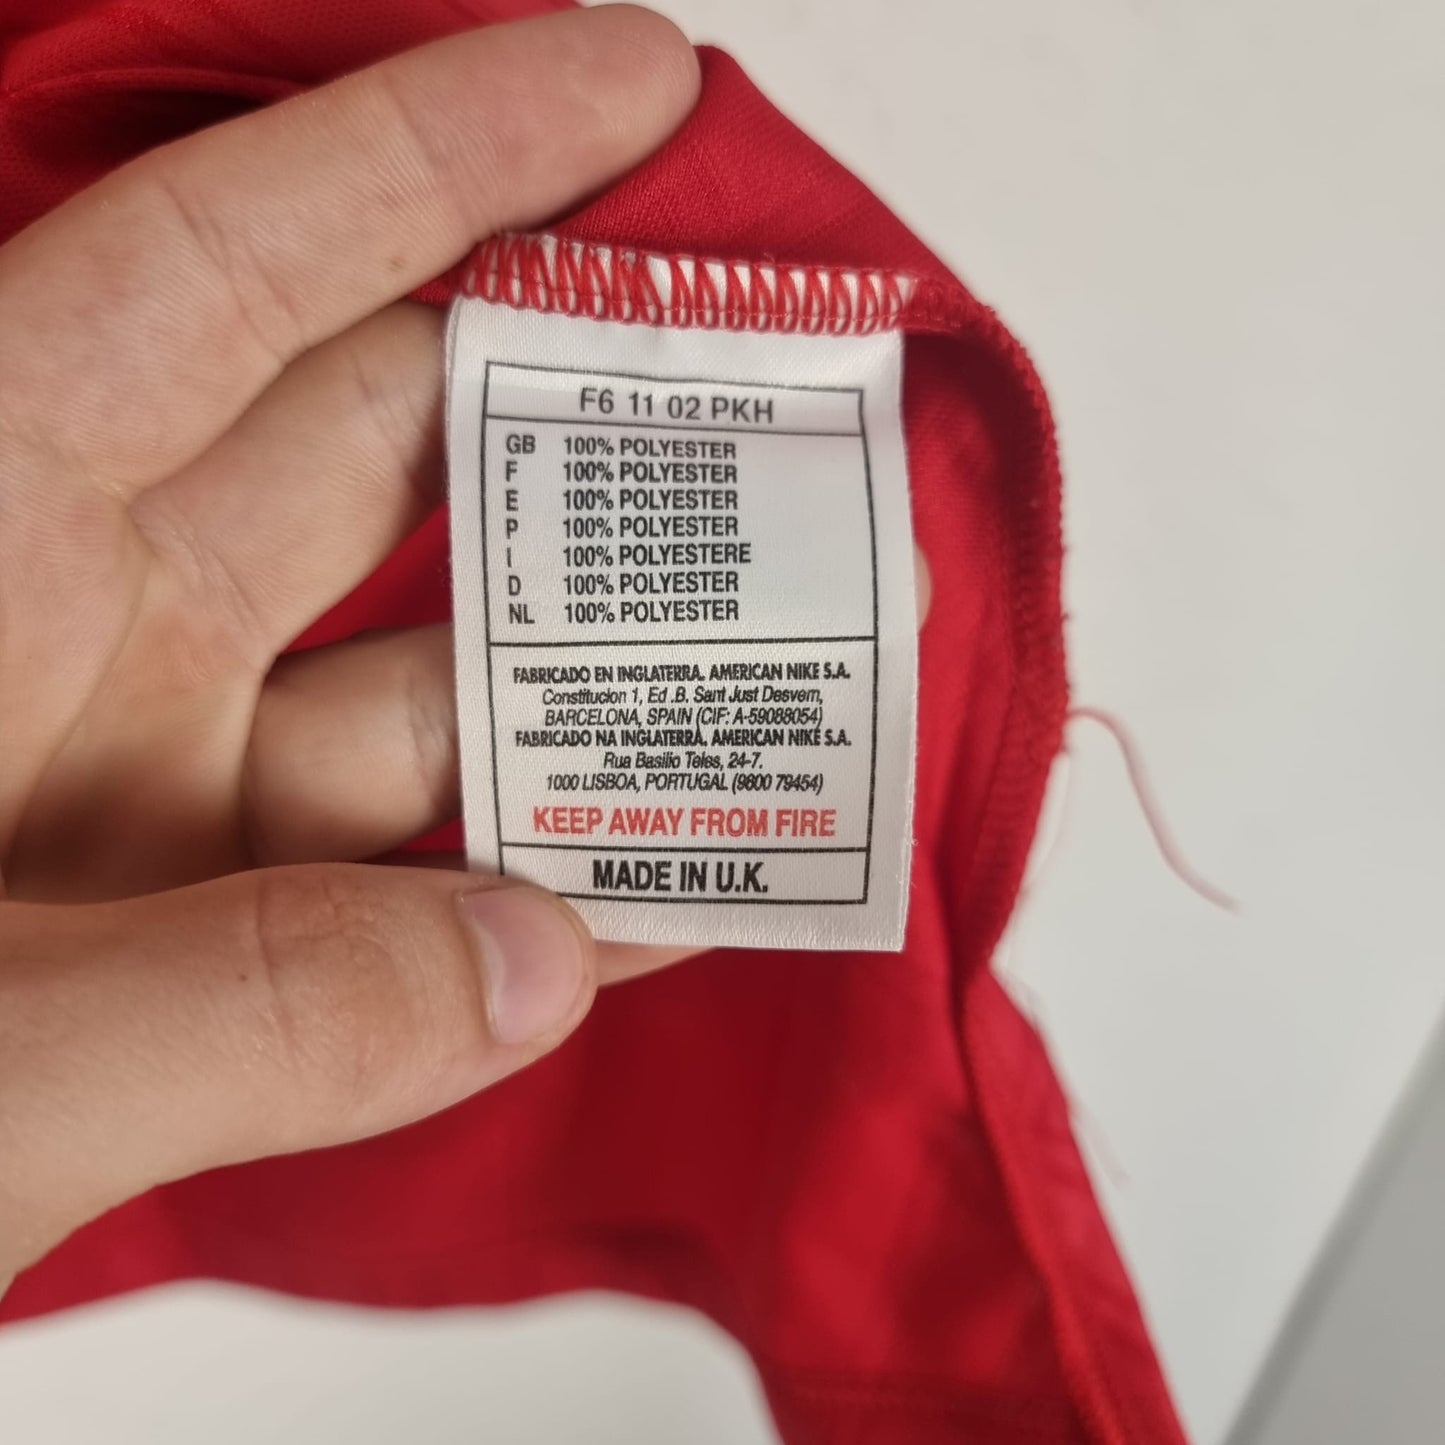 F6 11 02 PKH
GB 100% POLYESTER
F 100% POLYESTER
E 100% POLYESTER
P 100% POLYESTER
I 100% POLYESTERE
D 100% POLYESTER
NL 100% POLYESTER
FABRICADO EN INGLATERRA. AMERICAN NIKE S.A.
Constitucion 1, Ed .B. Sant Just Desvern,
BARCELONA, SPAIN (CIF: A-59088054)
FABRICADO NA INGLATERRA. AMERICAN NIKE S.A.
Rua Basilio Teles, 24-7.
1000 LISBOA, PORTUGAL (9800 79454)
KEEP AWAY FROM FIRE
MADE IN U.K.